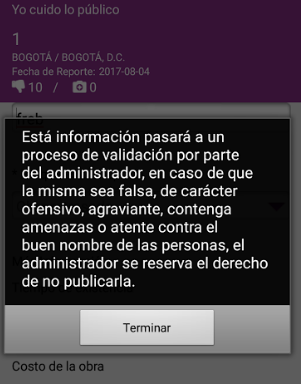 Yo cuido lo público
1
BOGOTÁ / BOGOTÁ, D.C.
Fecha de Reporte: 2017-08-04
10 / 0
Está información pasará a un
proceso de validación por parte
del administrador, en caso de que
la misma sea falsa, de carácter
ofensivo, agraviante, contenga
amenazas o atente contra el
buen nombre de las personas, el
administrador se reserva el derecho
de no publicarla.
Terminar
Costo de la obra